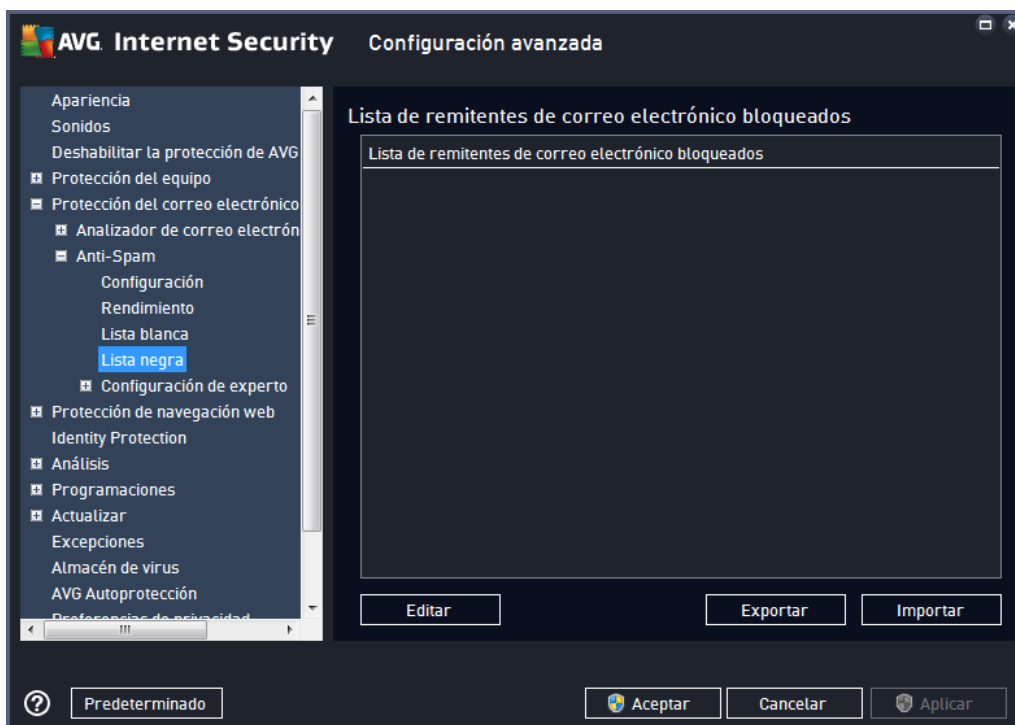 AVG. Internet Security Configuración avanzada
Apariencia
Sonidos
Deshabilitar la protección de AVG
Protección del equipo
Protección del correo electrónico
Analizador de correo electrón
Anti-Spam
Configuración
Rendimiento
Lista blanca
Lista negra
Configuración de experto
Protección de navegación web
Identity Protection
Análisis
Programaciones
Actualizar
Excepciones
Almacén de virus
AVG Autoprotección
Preferencias de privacidad
Lista de remitentes de correo electrónico bloqueados
Lista de remitentes de correo electrónico bloqueados
Editar
Exportar
Importar
Predeterminado
Aceptar
Cancelar
Aplicar